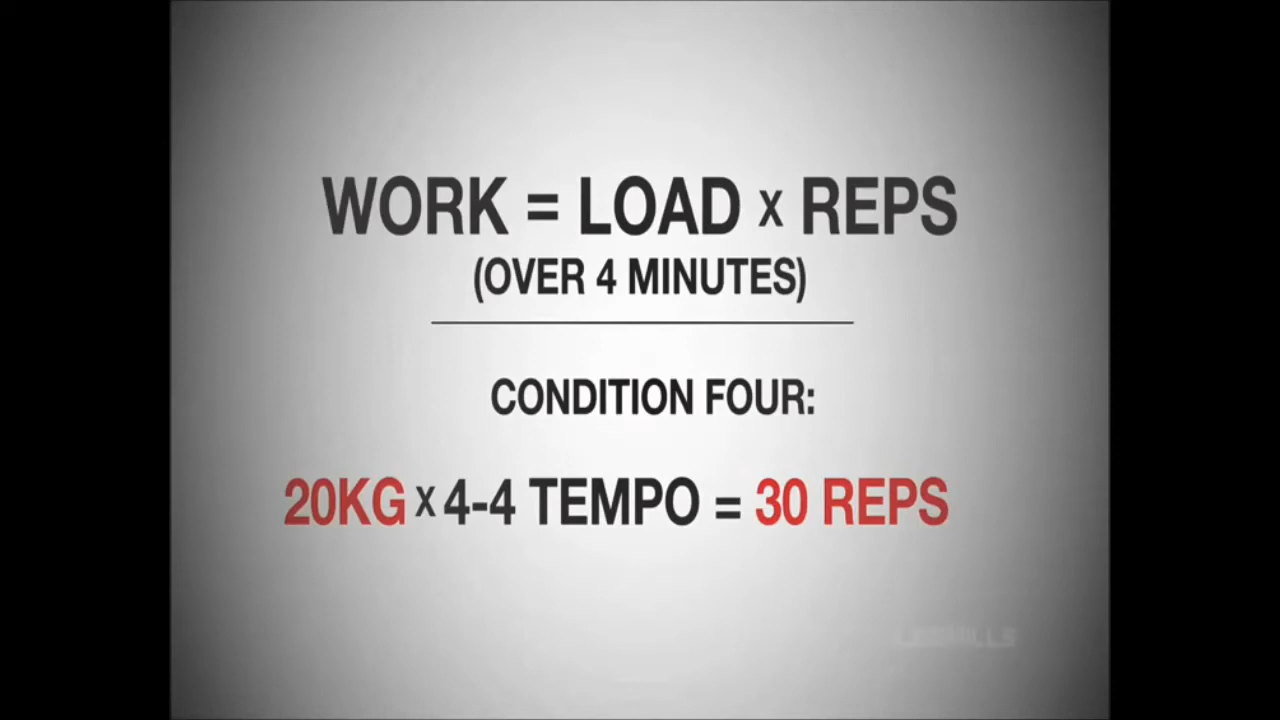 WORK = LOAD x REPS
(OVER 4 MINUTES)
CONDITION FOUR:
20KG x 4-4 TEMPO = 30 REPS